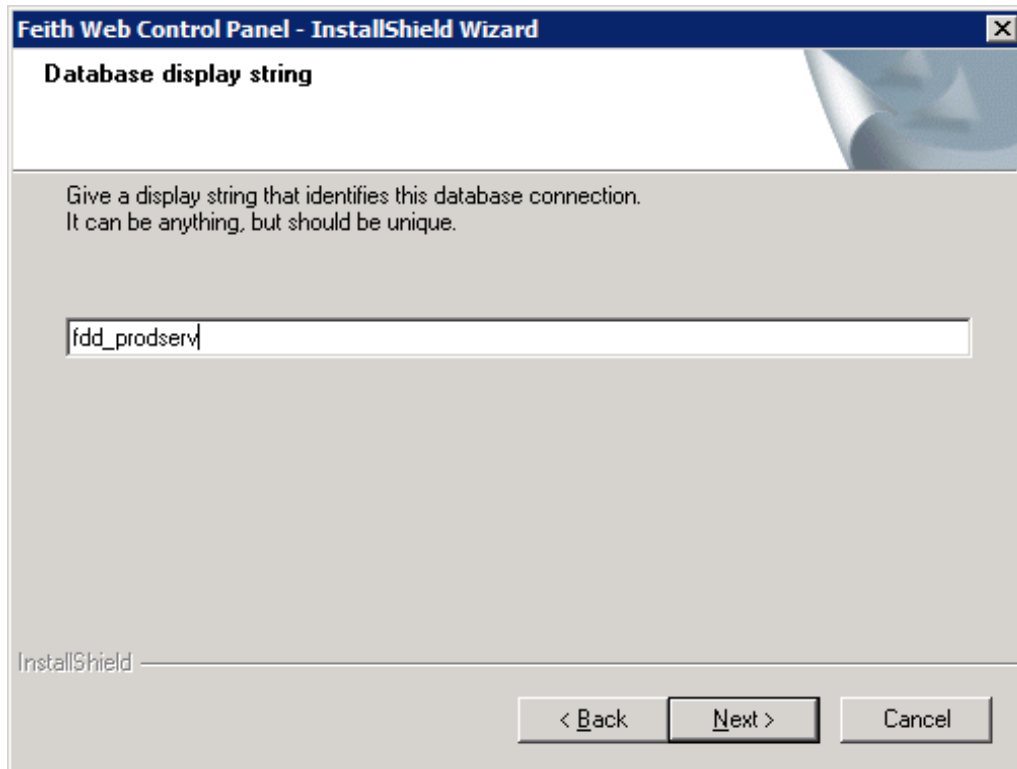 Feith Web Control Panel - InstallShield Wizard
Database display string
Give a display string that identifies this database connection.
It can be anything, but should be unique.
fdd_prodserv
InstallShield
< Back Next > Cancel